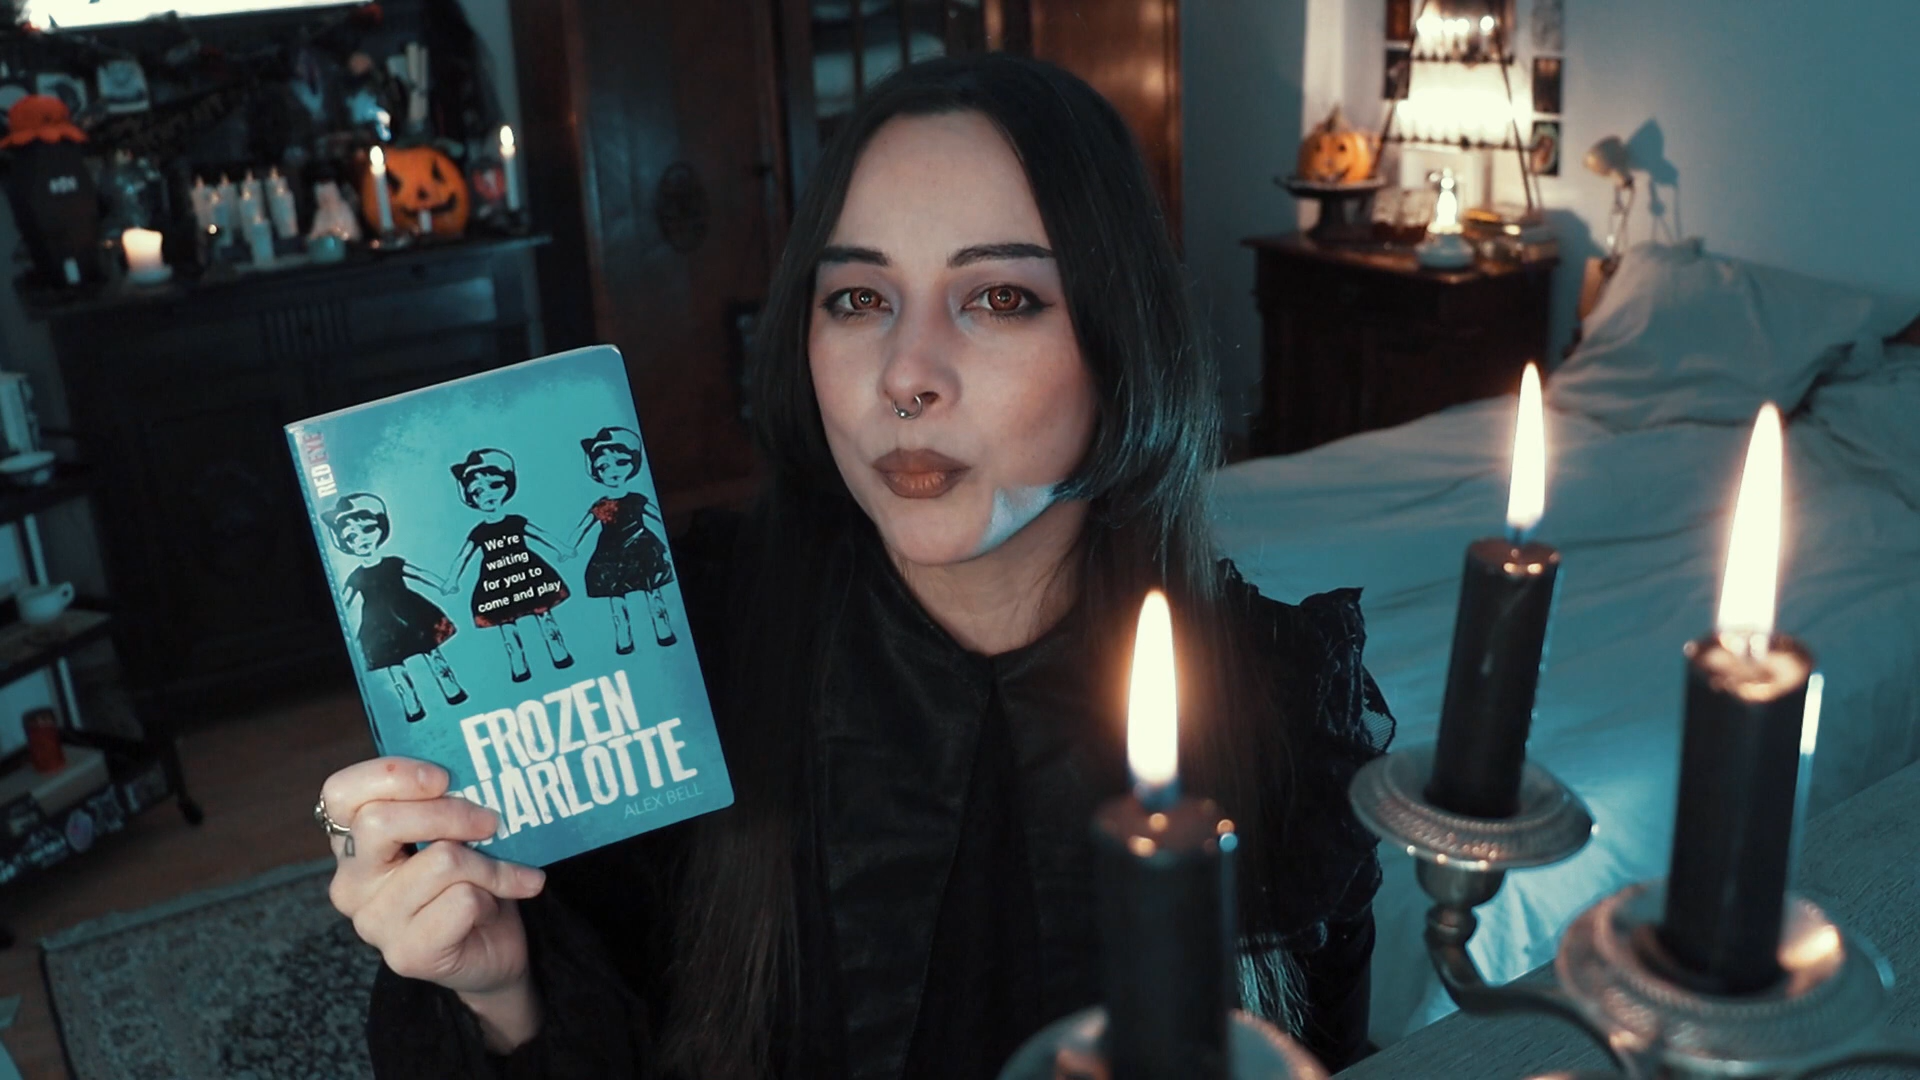 RED EYE
We're
waiting
for you to
come and play
FROZEN
CHARLOTTE
ALEX BELL